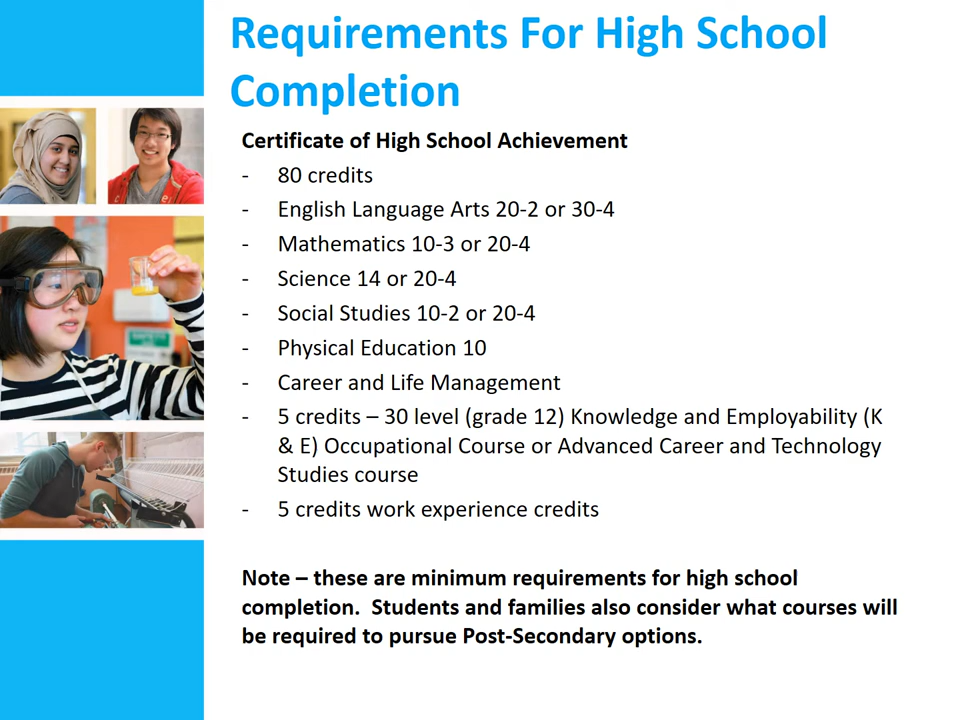 Requirements For High School
Completion
Certificate of High School Achievement
- 80 credits
- English Language Arts 20-2 or 30-4
- Mathematics 10-3 or 20-4
- Science 14 or 20-4
- Social Studies 10-2 or 20-4
- Physical Education 10
- Career and Life Management
- 5 credits – 30 level (grade 12) Knowledge and Employability (K
& E) Occupational Course or Advanced Career and Technology
Studies course
- 5 credits work experience credits
Note – these are minimum requirements for high school
completion.  Students and families also consider what courses will
be required to pursue Post-Secondary options.